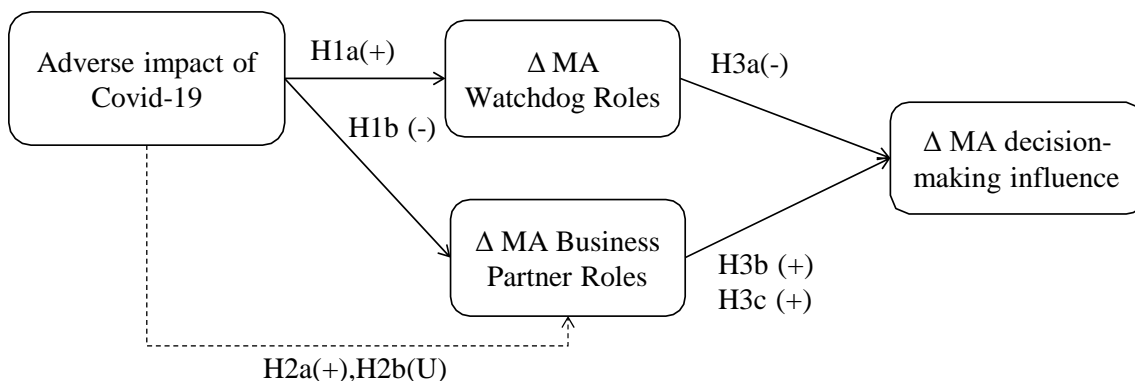 Adverse impact of
Covid-19
H1a(+)
H1b (-)
Δ MA
Watchdog Roles
Δ MA Business
Partner Roles
H3a(-)
H3b (+)
H3c (+)
Δ MA decision-
making influence
H2a(+),H2b(U)